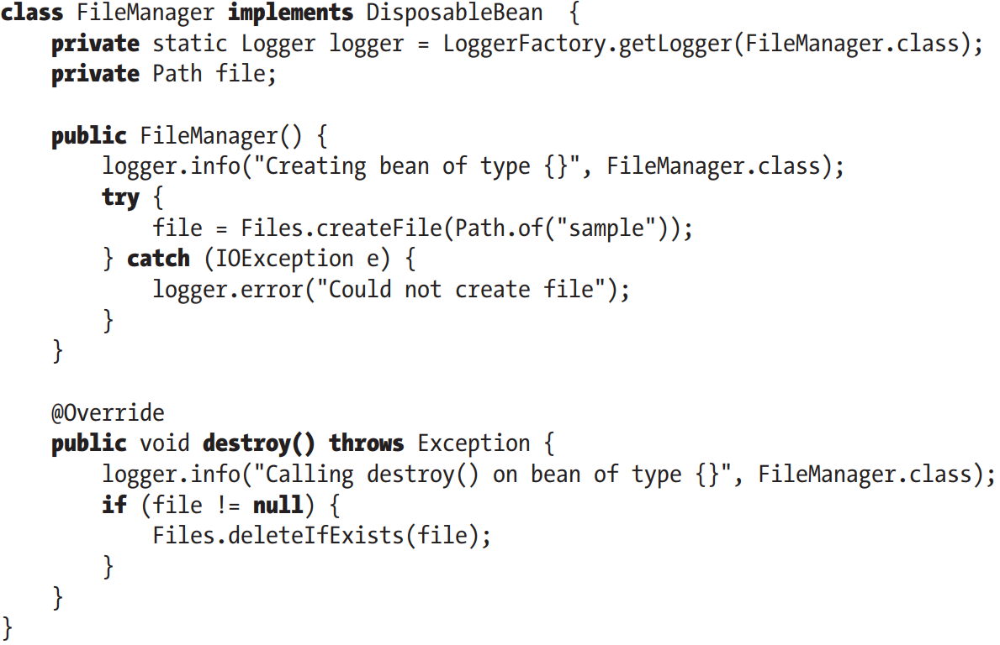 class FileManager implements DisposableBean  {
    private static Logger logger = LoggerFactory.getLogger(FileManager.class);
    private Path file;

    public FileManager() {
        logger.info("Creating bean of type {}", FileManager.class);
        try {
            file = Files.createFile(Path.of("sample"));
        } catch (IOException e) {
            logger.error("Could not create file");
        }
    }

    @Override
    public void destroy() throws Exception {
        logger.info("Calling destroy() on bean of type {}", FileManager.class);
        if (file != null) {
            Files.deleteIfExists(file);
        }
    }
}